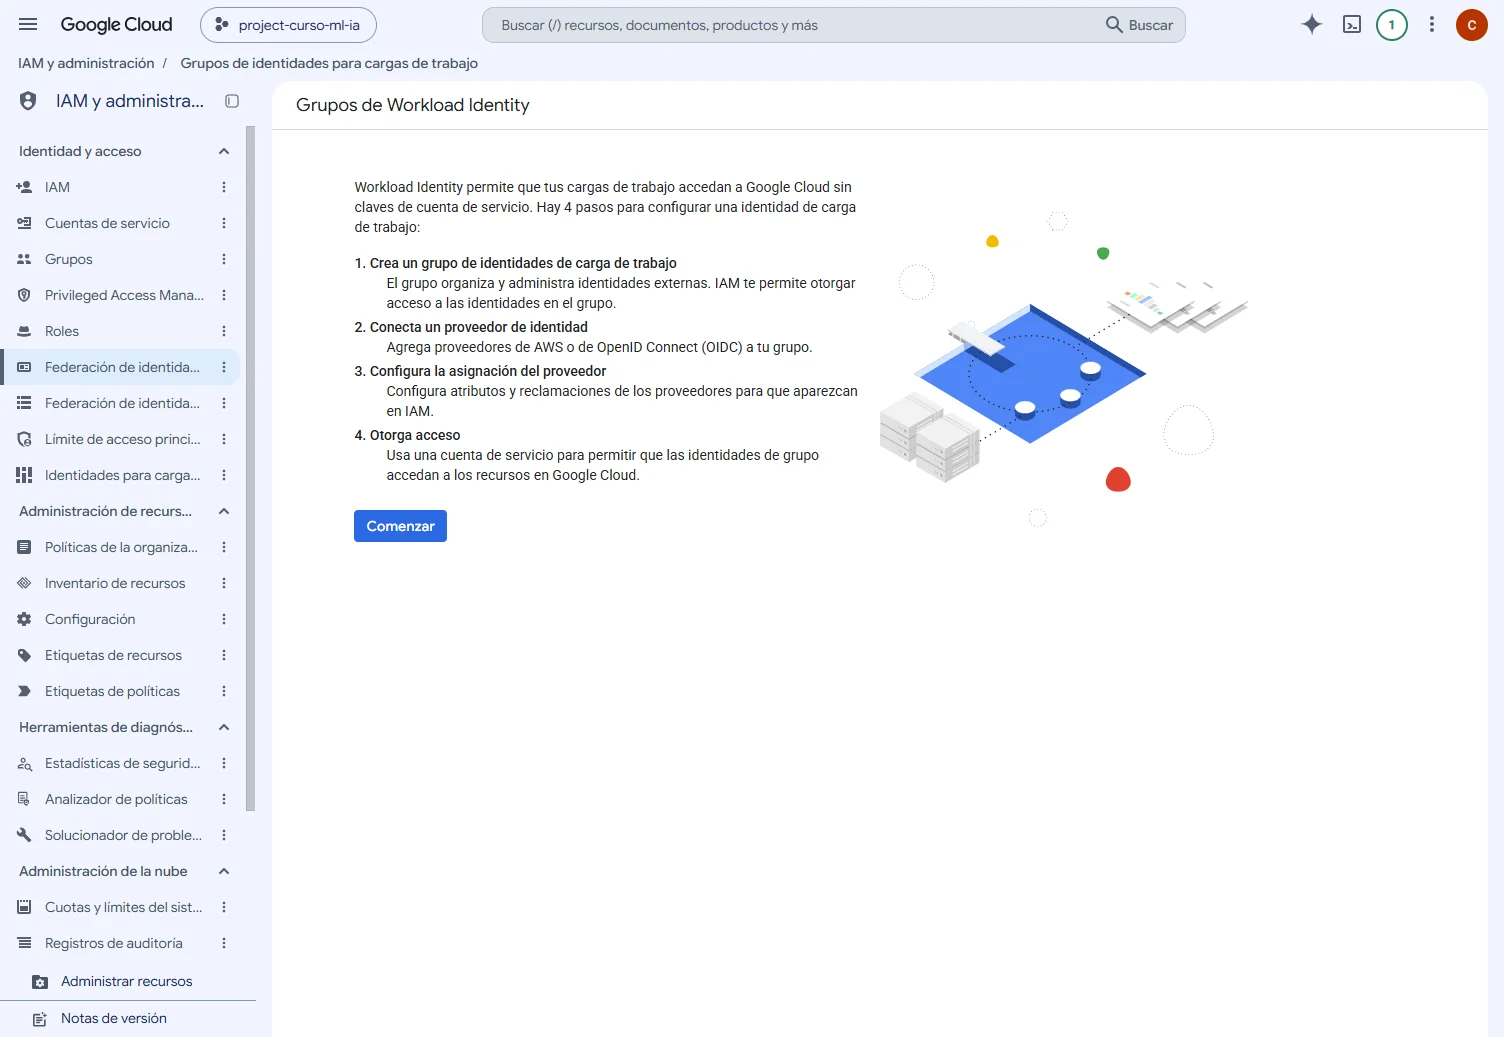 Google Cloud
project-curso-ml-ia
Buscar (/) recursos, documentos, productos y más
Buscar
1
C
IAM y administración / Grupos de identidades para cargas de trabajo
IAM y administra...
Grupos de Workload Identity
Identidad y acceso
IAM
Cuentas de servicio
Grupos
Privileged Access Mana...
Roles
Federación de identida...
Federación de identida...
Límite de acceso princi...
Identidades para carga...
Administración de recurs...
Políticas de la organiza...
Inventario de recursos
Configuración
Etiquetas de recursos
Etiquetas de políticas
Herramientas de diagnós...
Estadísticas de segurid...
Analizador de políticas
Solucionador de proble...
Administración de la nube
Cuotas y límites del sist...
Registros de auditoría
Administrar recursos
Notas de versión
Workload Identity permite que tus cargas de trabajo accedan a Google Cloud sin
claves de cuenta de servicio. Hay 4 pasos para configurar una identidad de carga
de trabajo:
1. Crea un grupo de identidades de carga de trabajo
El grupo organiza y administra identidades externas. IAM te permite otorgar
acceso a las identidades en el grupo.
2. Conecta un proveedor de identidad
Agrega proveedores de AWS o de OpenID Connect (OIDC) a tu grupo.
3. Configura la asignación del proveedor
Configura atributos y reclamaciones de los proveedores para que aparezcan
en IAM.
4. Otorga acceso
Usa una cuenta de servicio para permitir que las identidades de grupo
accedan a los recursos en Google Cloud.
Comenzar